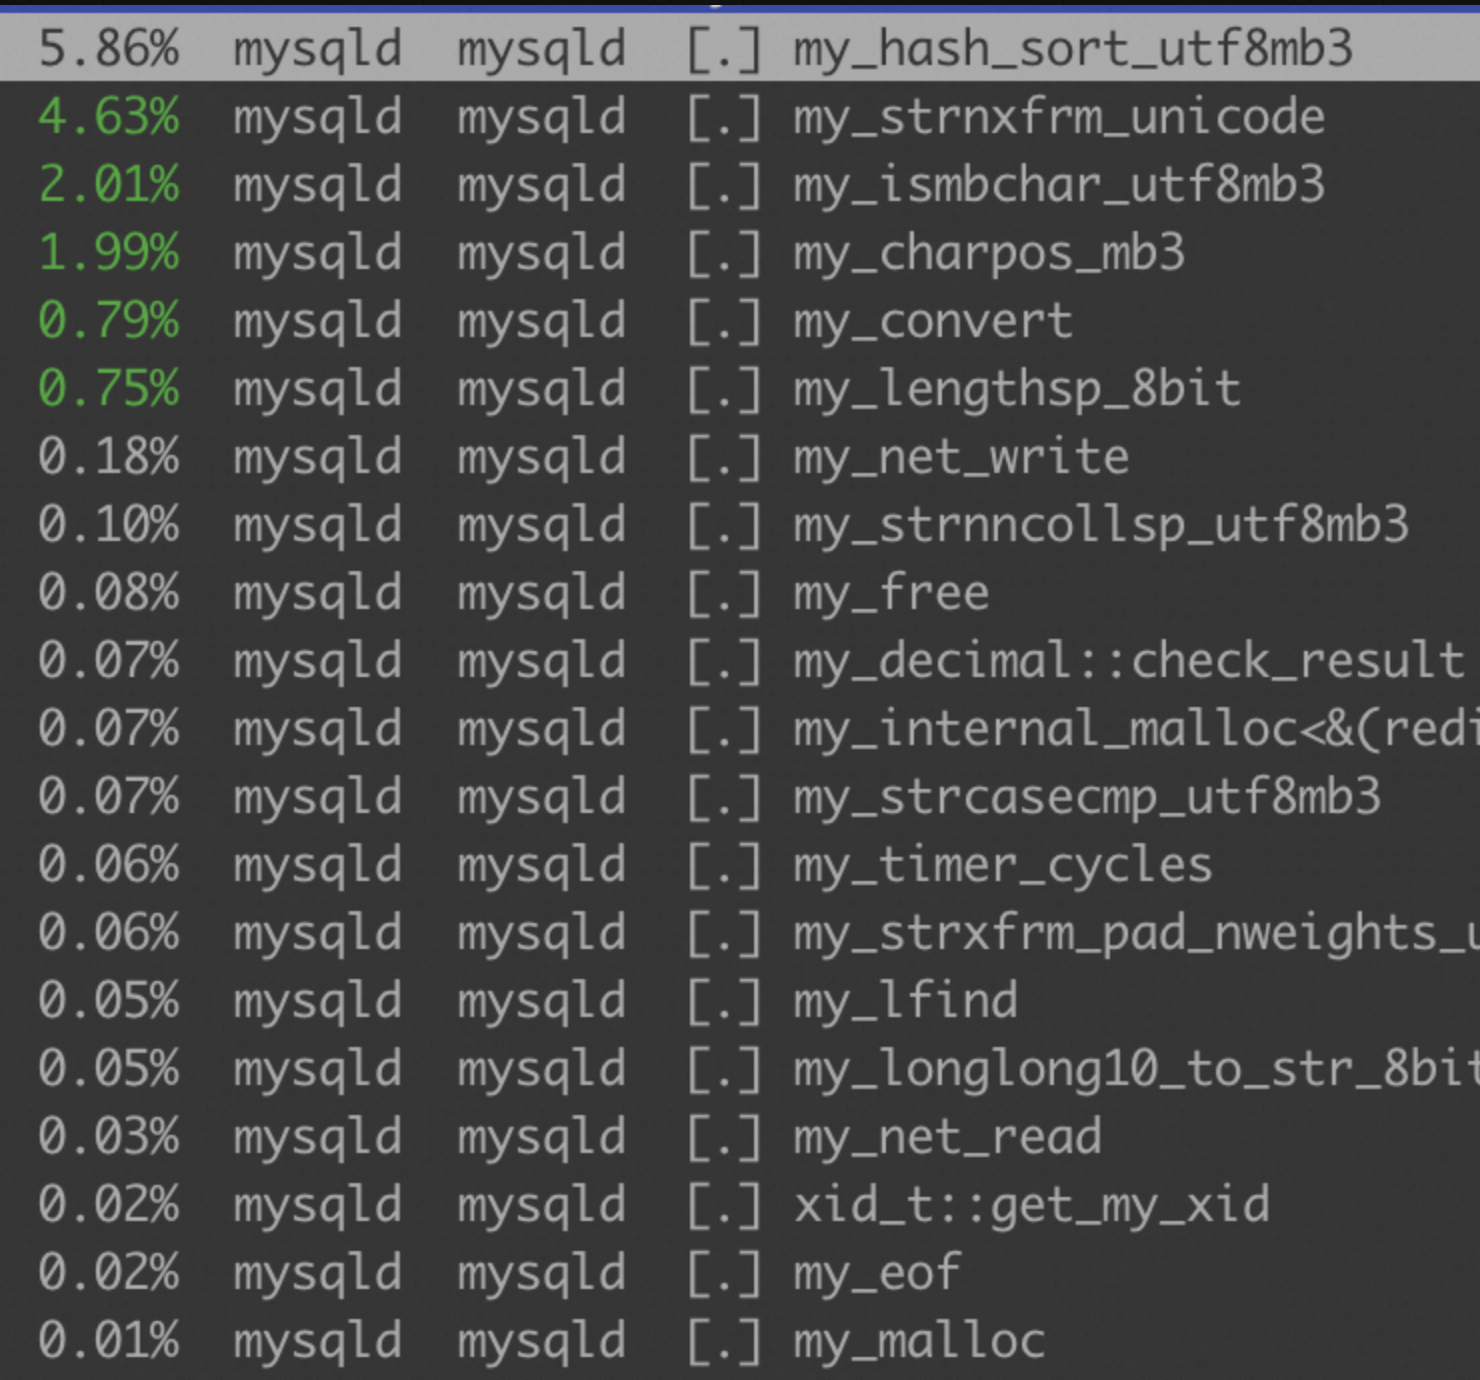 5.86% mysqld mysqld [.] my_hash_sort_utf8mb3
4.63% mysqld mysqld [.] my_strnxfrm_unicode
2.01% mysqld mysqld [.] my_ismbchar_utf8mb3
1.99% mysqld mysqld [.] my_charpos_mb3
0.79% mysqld mysqld [.] my_convert
0.75% mysqld mysqld [.] my_lengthsp_8bit
0.18% mysqld mysqld [.] my_net_write
0.10% mysqld mysqld [.] my_strnncollsp_utf8mb3
0.08% mysqld mysqld [.] my_free
0.07% mysqld mysqld [.] my_decimal::check_result
0.07% mysqld mysqld [.] my_internal_malloc<&(redi
0.07% mysqld mysqld [.] my_strcasecmp_utf8mb3
0.06% mysqld mysqld [.] my_timer_cycles
0.06% mysqld mysqld [.] my_strxfrm_pad_nweights_u
0.05% mysqld mysqld [.] my_lfind
0.05% mysqld mysqld [.] my_longlong10_to_str_8bit
0.03% mysqld mysqld [.] my_net_read
0.02% mysqld mysqld [.] xid_t::get_my_xid
0.02% mysqld mysqld [.] my_eof
0.01% mysqld mysqld [.] my_malloc